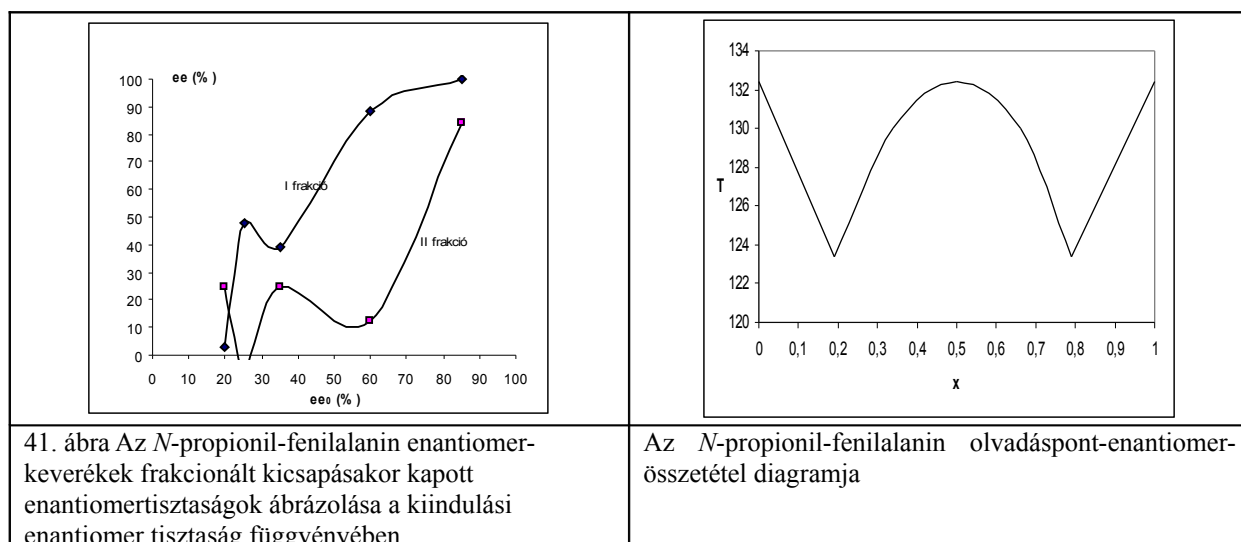 ee (% )
100
90
80
70
60
50
40
30
20
10
0
I frakció
II frakció
0 10 20 30 40 50 60 70 80 90 100
ee₀ (% )
134
132
130
128
126
124
122
120
T
0 0,1 0,2 0,3 0,4 0,5 0,6 0,7 0,8 0,9 1
x
41. ábra Az N-propionil-fenilalanin enantiomer-
keverékek frakcionált kicsapásakor kapott
enantiomertisztaságok ábrázolása a kiindulási
enantiomer tisztaság függvényében
Az N-propionil-fenilalanin olvadáspont-enantiomer-
összetétel diagramja